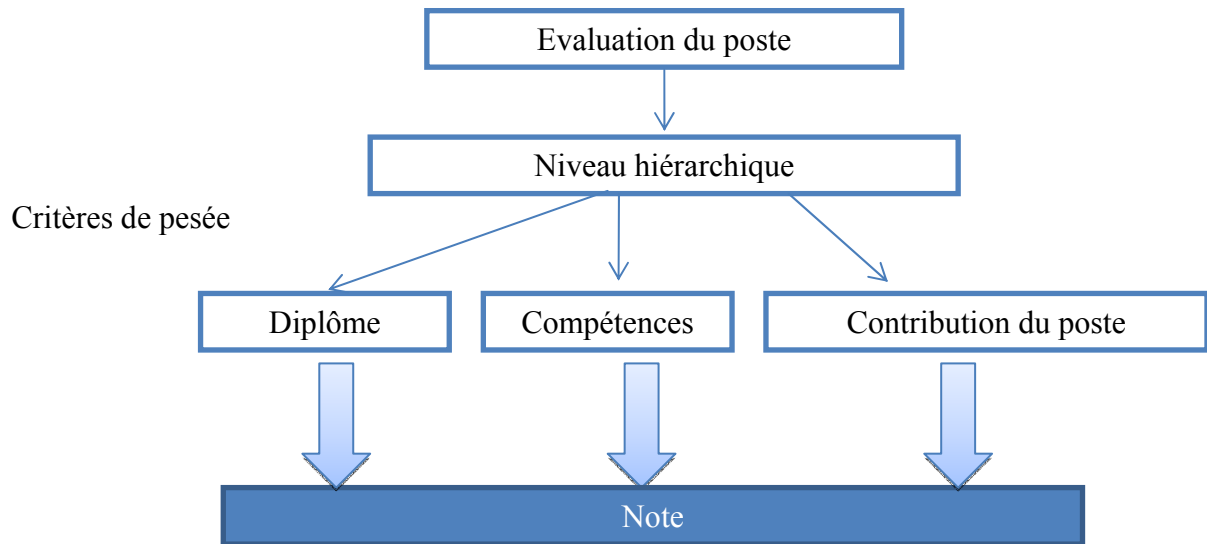 Evaluation du poste
Niveau hiérarchique
Critères de pesée
Diplôme
Compétences
Contribution du poste
Note